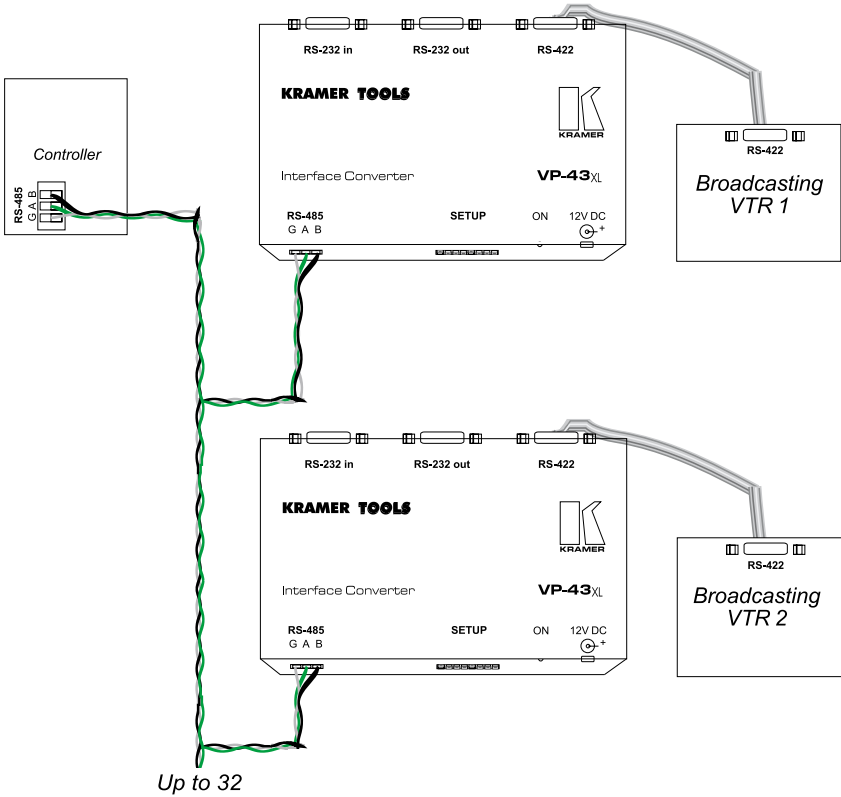 RS-232 in RS-232 out RS-422
KRAMER TOOLS
KRAMER
Interface Converter VP-43XL
RS-485 SETUP ON 12V DC
G A B +
Controller
RS-485
G A B
RS-422
Broadcasting
VTR 1
RS-232 in RS-232 out RS-422
KRAMER TOOLS
KRAMER
Interface Converter VP-43XL
RS-485 SETUP ON 12V DC
G A B +
RS-422
Broadcasting
VTR 2
Up to 32